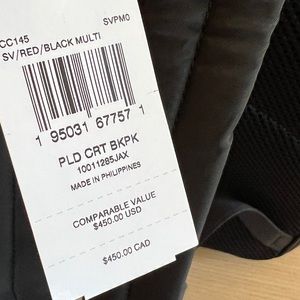 CC145 SVPM0
SV/RED/BLACK MULTI
1 95031 67757 1
PLD CRT BKPK
10011285JAX
MADE IN PHILIPPINES
COMPARABLE VALUE
$450.00 USD
$450.00 CAD